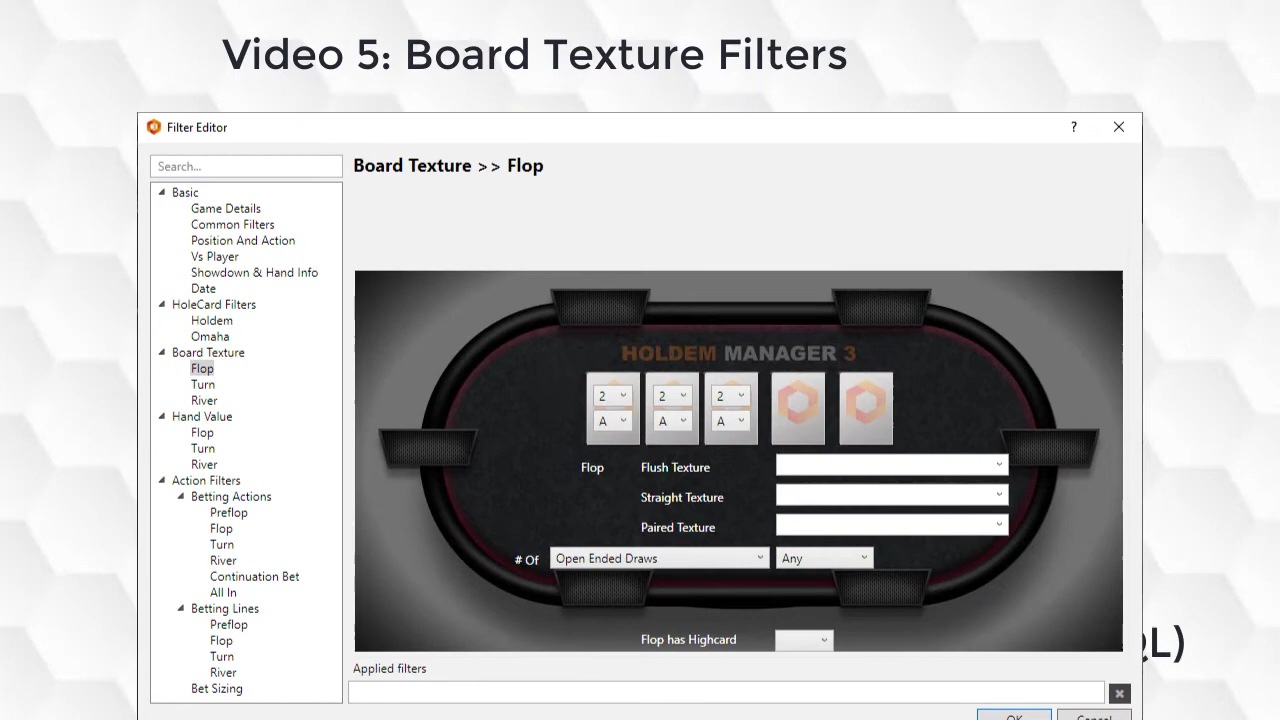 Video 5: Board Texture Filters
Filter Editor
?
Search...
Board Texture >> Flop
Basic
Game Details
Common Filters
Position And Action
Vs Player
Showdown & Hand Info
Date
HoleCard Filters
Holdem
Omaha
Board Texture
Flop
Turn
River
Hand Value
Flop
Turn
River
Action Filters
Betting Actions
Preflop
Flop
Turn
River
Continuation Bet
All In
Betting Lines
Preflop
Flop
Turn
River
Bet Sizing
HOLDEM MANAGER 3
2 2 2
A A A
Flop Flush Texture
Straight Texture
Paired Texture
# Of Open Ended Draws Any
Flop has Highcard
QL)
Applied filters
OK Cancel